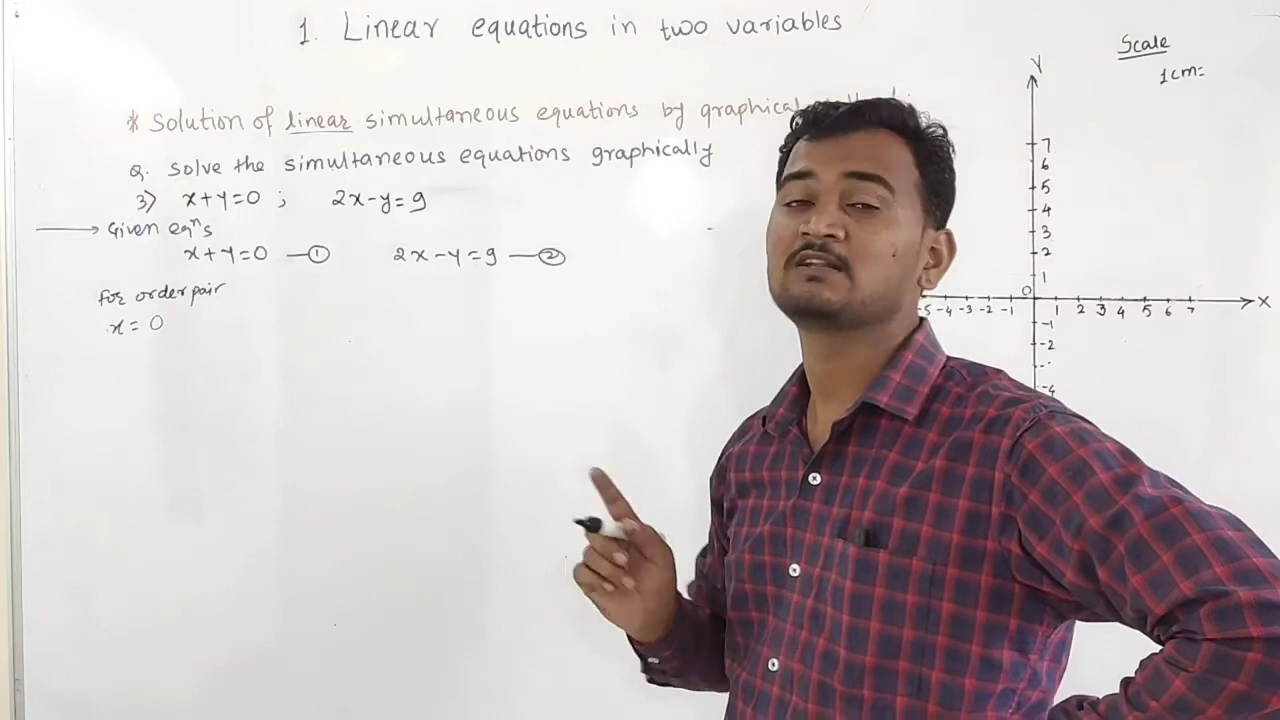 1. Linear equations in two variables
Scale
1cm=
* Solution of linear simultaneous equations by graphical
Q. solve the simultaneous equations graphically
3) x+y=0 ; 2x-y=9
Given eqⁿs
x+y=0 —① 2x-y=9 —②
For order pair
x = 0
Y
7
6
5
4
3
2
1
0
X
-5 -4 -3 -2 -1 1 2 3 4 5 6 7
-1
-2
-4